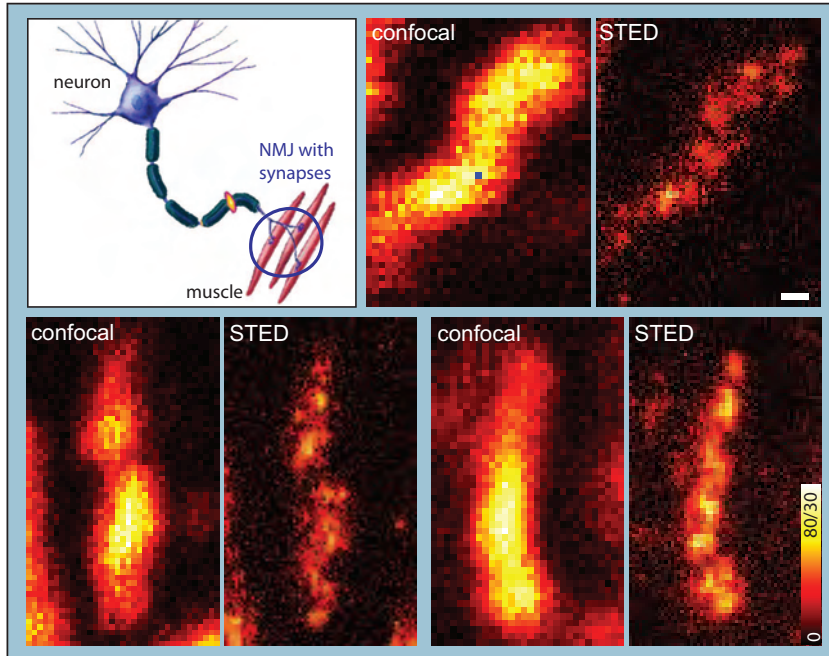 confocal
STED
neuron
NMJ with
synapses
muscle
confocal
STED
confocal
STED
80/30
0